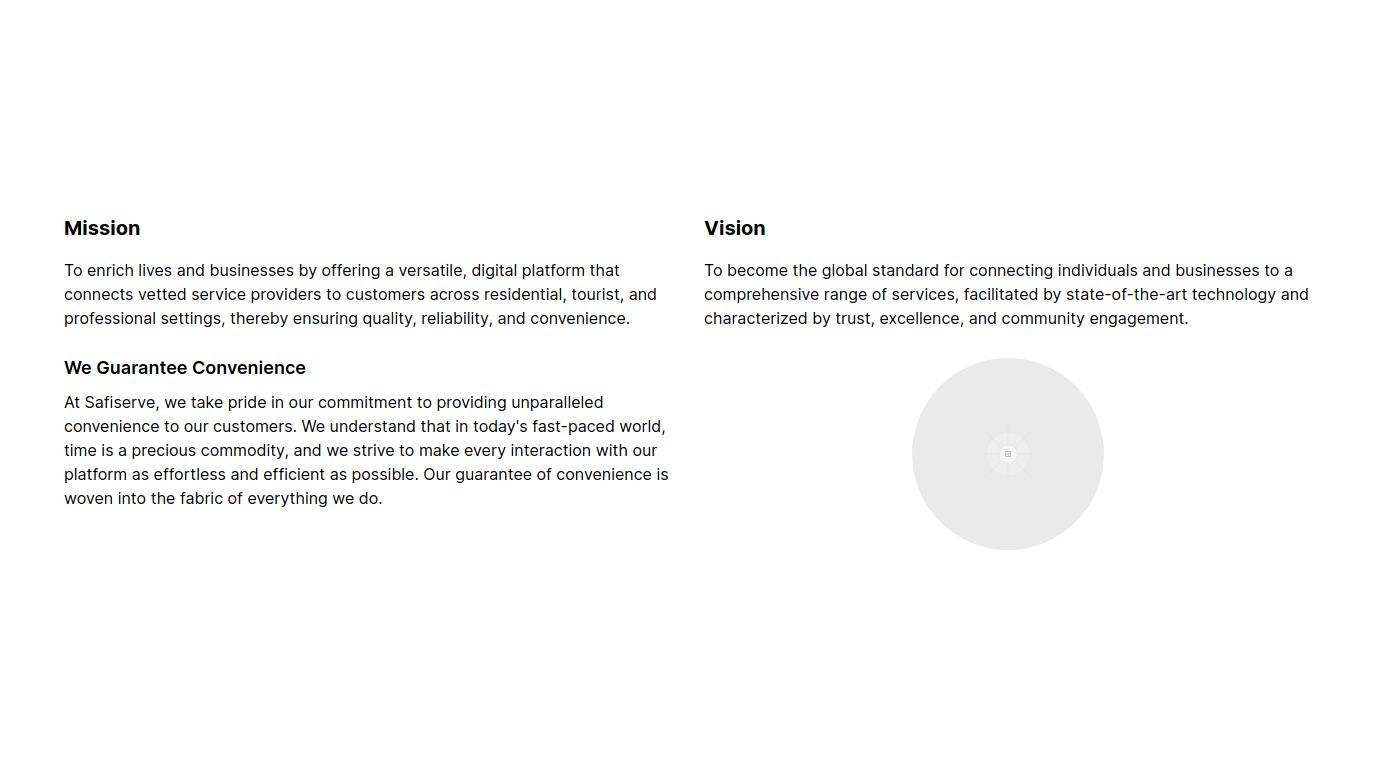 Mission
To enrich lives and businesses by offering a versatile, digital platform that
connects vetted service providers to customers across residential, tourist, and
professional settings, thereby ensuring quality, reliability, and convenience.
We Guarantee Convenience
At Safiserve, we take pride in our commitment to providing unparalleled
convenience to our customers. We understand that in today's fast-paced world,
time is a precious commodity, and we strive to make every interaction with our
platform as effortless and efficient as possible. Our guarantee of convenience is
woven into the fabric of everything we do.
Vision
To become the global standard for connecting individuals and businesses to a
comprehensive range of services, facilitated by state-of-the-art technology and
characterized by trust, excellence, and community engagement.